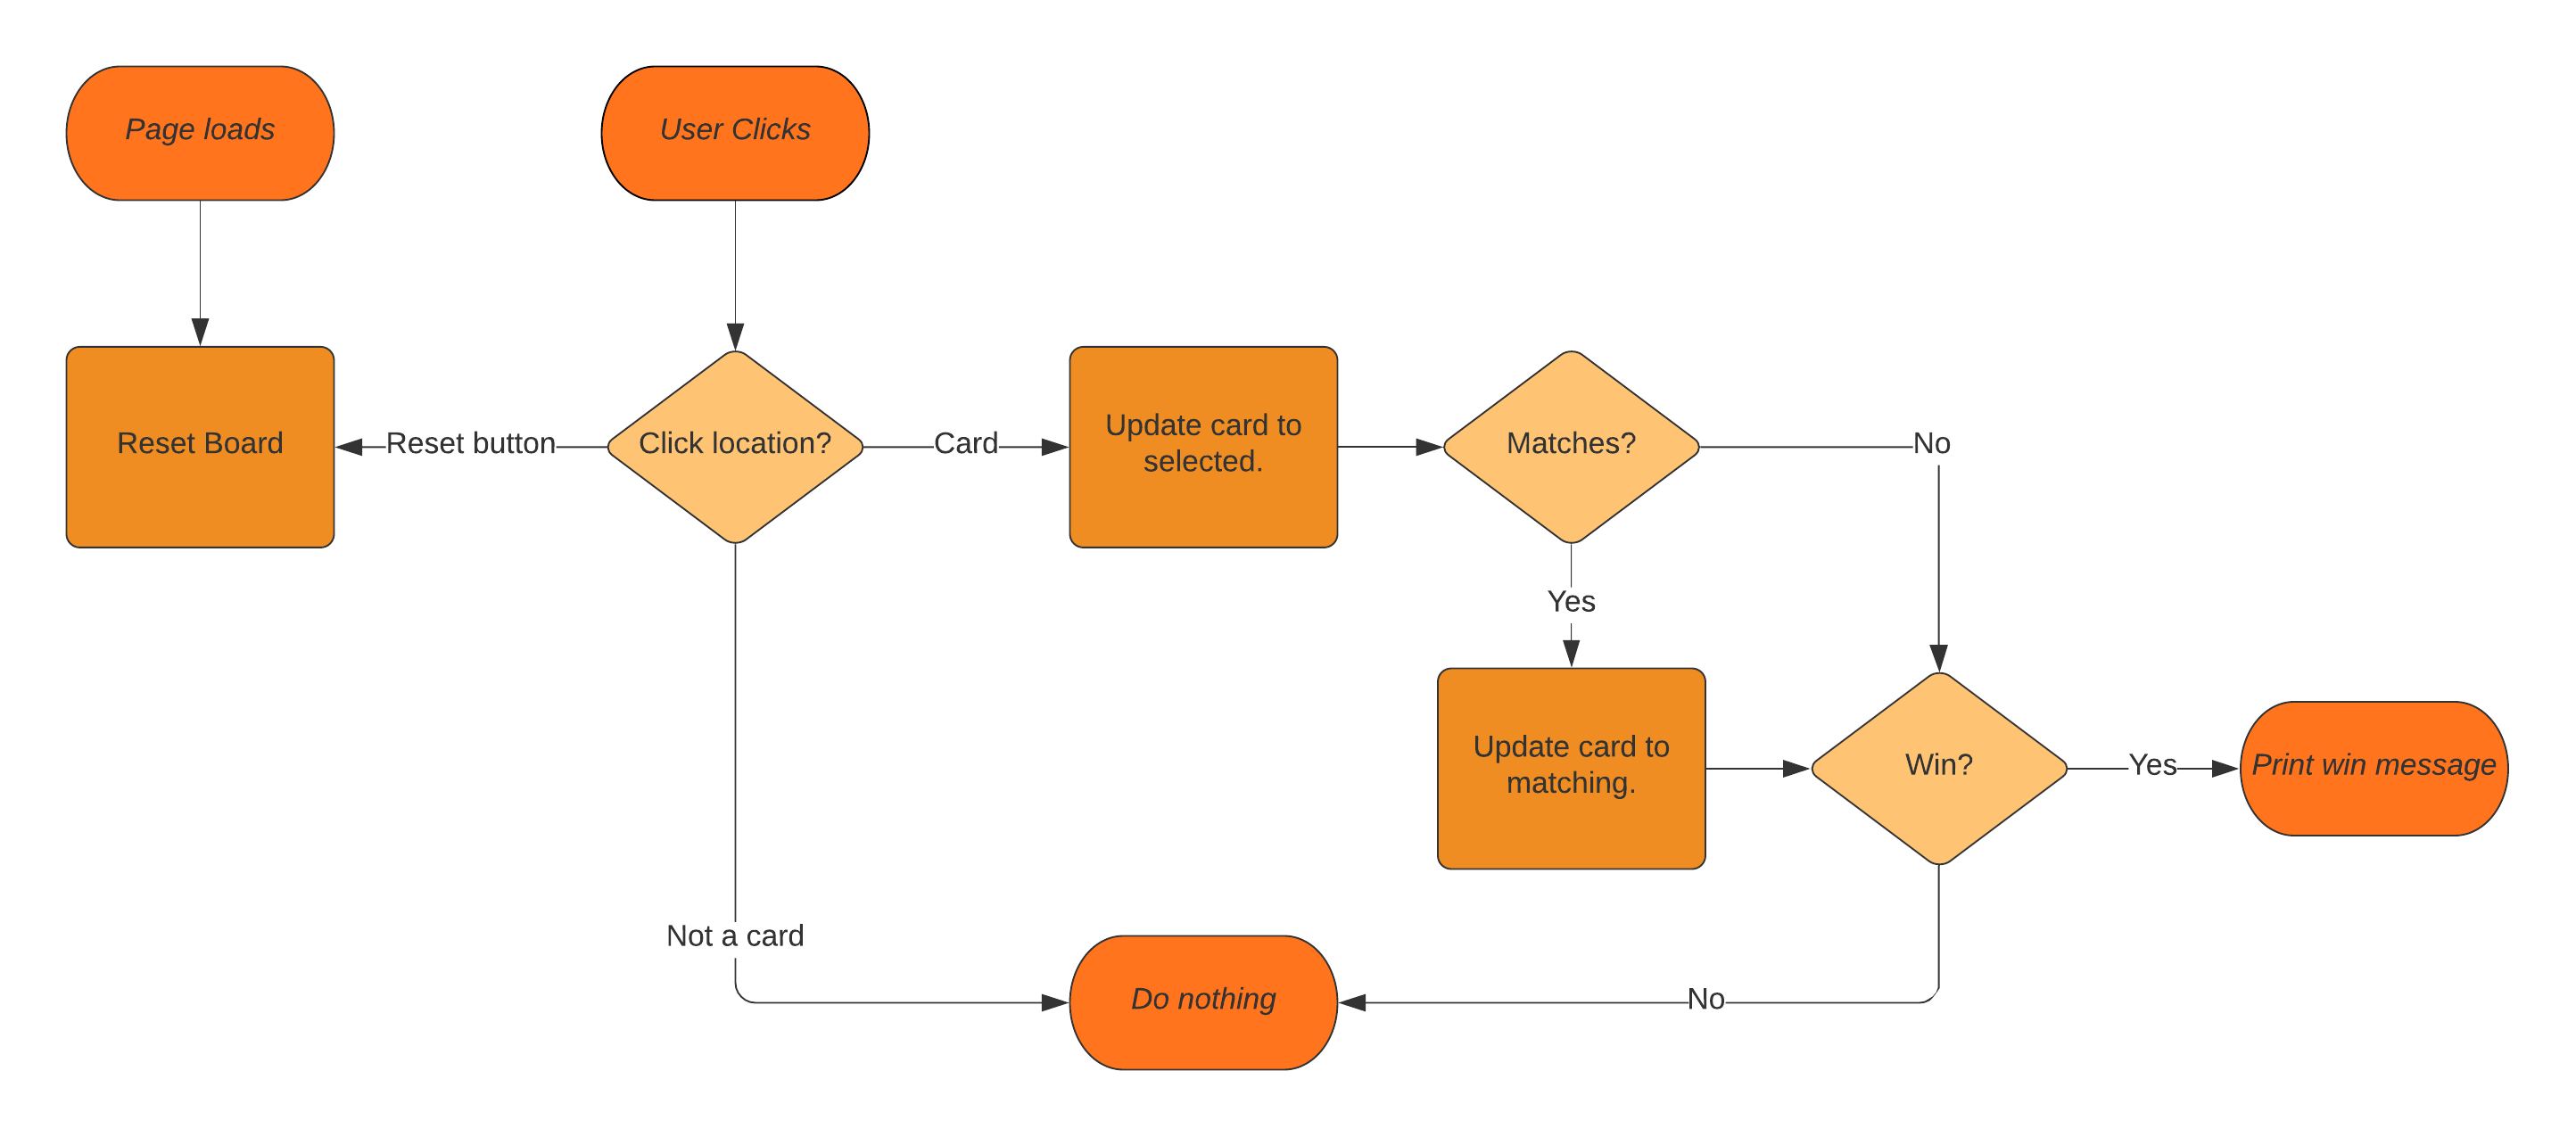 Page loads
User Clicks
Reset Board
Reset button
Click location?
Card
Update card to
selected.
Matches?
No
Yes
Update card to
matching.
Win?
Yes
Print win message
Not a card
Do nothing
No